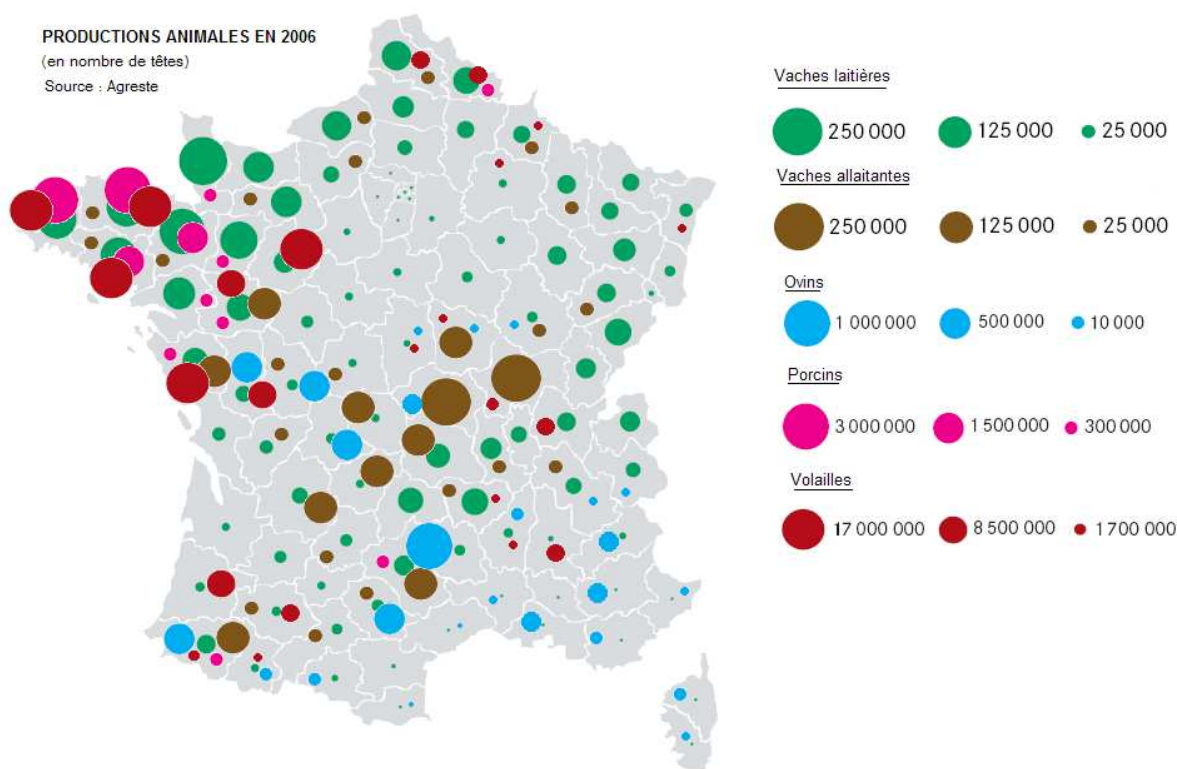 PRODUCTIONS ANIMALES EN 2006
(en nombre de têtes)
Source : Agreste
Vaches laitières
250 000 125 000 25 000
Vaches allaitantes
250 000 125 000 25 000
Ovins
1 000 000 500 000 10 000
Porcins
3 000 000 1 500 000 300 000
Volailles
17 000 000 8 500 000 1 700 000